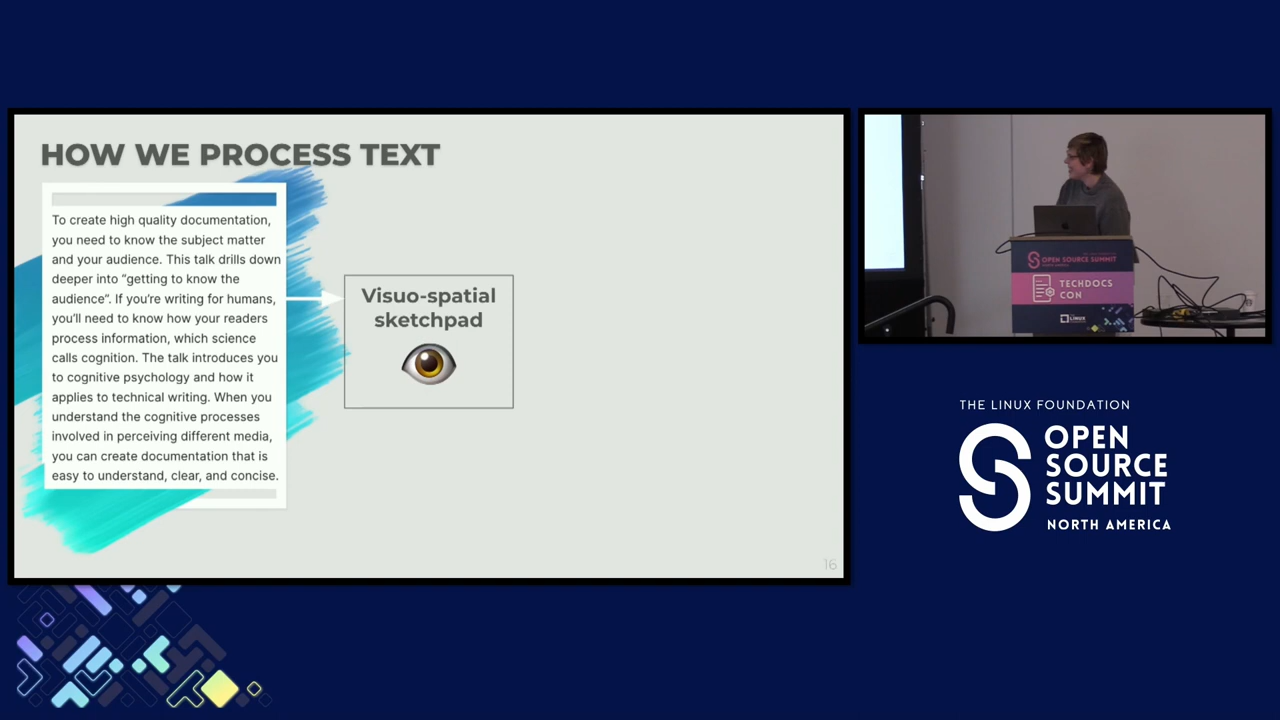 HOW WE PROCESS TEXT
To create high quality documentation,
you need to know the subject matter
and your audience. This talk drills down
deeper into “getting to know the
audience”. If you’re writing for humans,
you’ll need to know how your readers
process information, which science
calls cognition. The talk introduces you
to cognitive psychology and how it
applies to technical writing. When you
understand the cognitive processes
involved in perceiving different media,
you can create documentation that is
easy to understand, clear, and concise.
Visuo-spatial
sketchpad
16
OPEN SOURCE SUMMIT
TECHDOCS
CON
LINUX
THE LINUX FOUNDATION
OPEN
SOURCE
SUMMIT
NORTH AMERICA